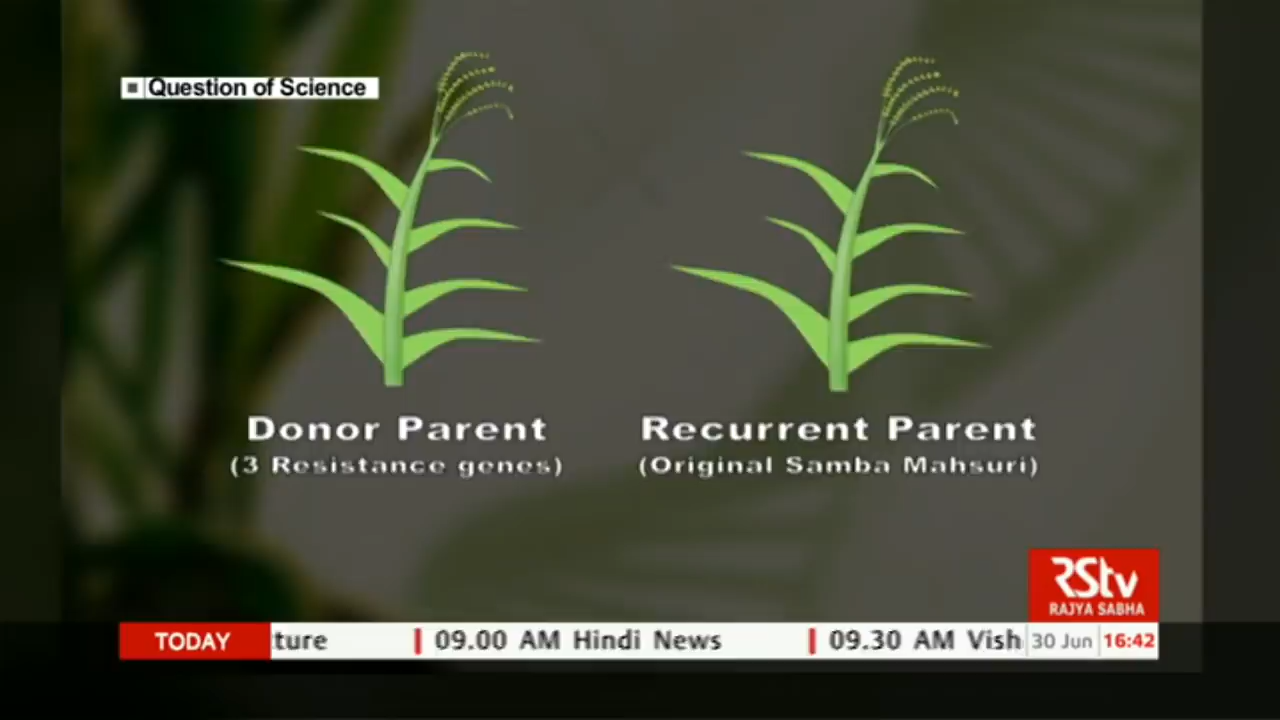 Question of Science
Donor Parent
(3 Resistance genes)
Recurrent Parent
(Original Samba Mahsuri)
RStv
RAJYA SABHA
TODAY
ture
09.00 AM Hindi News
09.30 AM Vish
30 Jun
16:42